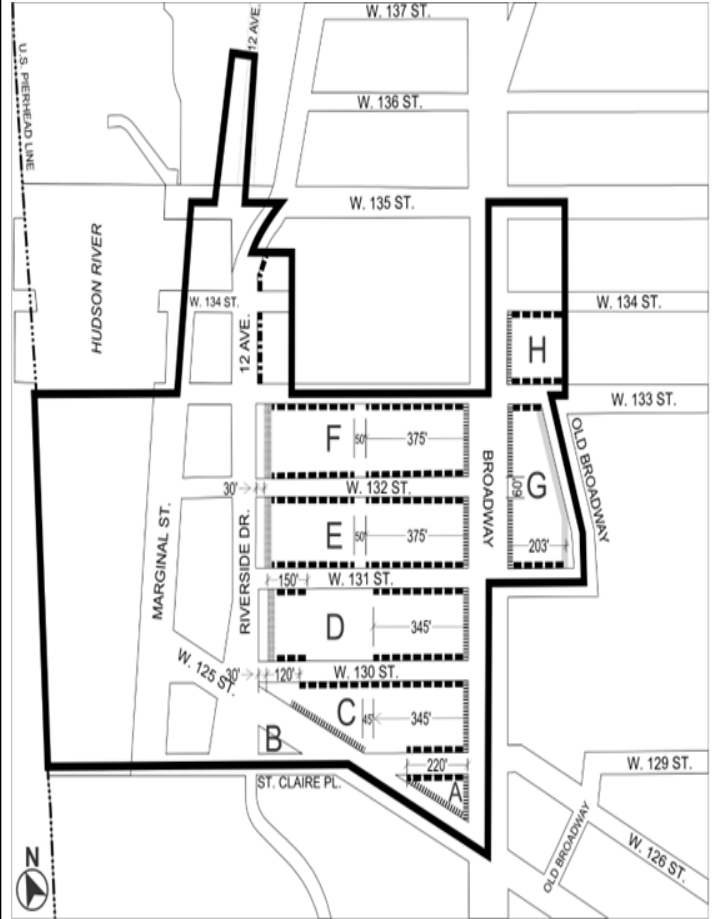 W. 137 ST.
12 AVE.
U.S. PIERHEAD LINE
W. 136 ST.
W. 135 ST.
HUDSON RIVER
W. 134 ST.
W. 134 ST.
12 AVE.
H
W. 133 ST.
OLD BROADWAY
F
50'
375'
BROADWAY
G
60'
203'
30'
W. 132 ST.
MARGINAL ST.
RIVERSIDE DR.
E
50'
375'
150'
W. 131 ST.
D
345'
W. 125 ST.
30'
120'
W. 130 ST.
C
45'
345'
B
220'
W. 129 ST.
ST. CLAIRE PL.
A
OLD BROADWAY
W. 126 ST.
N